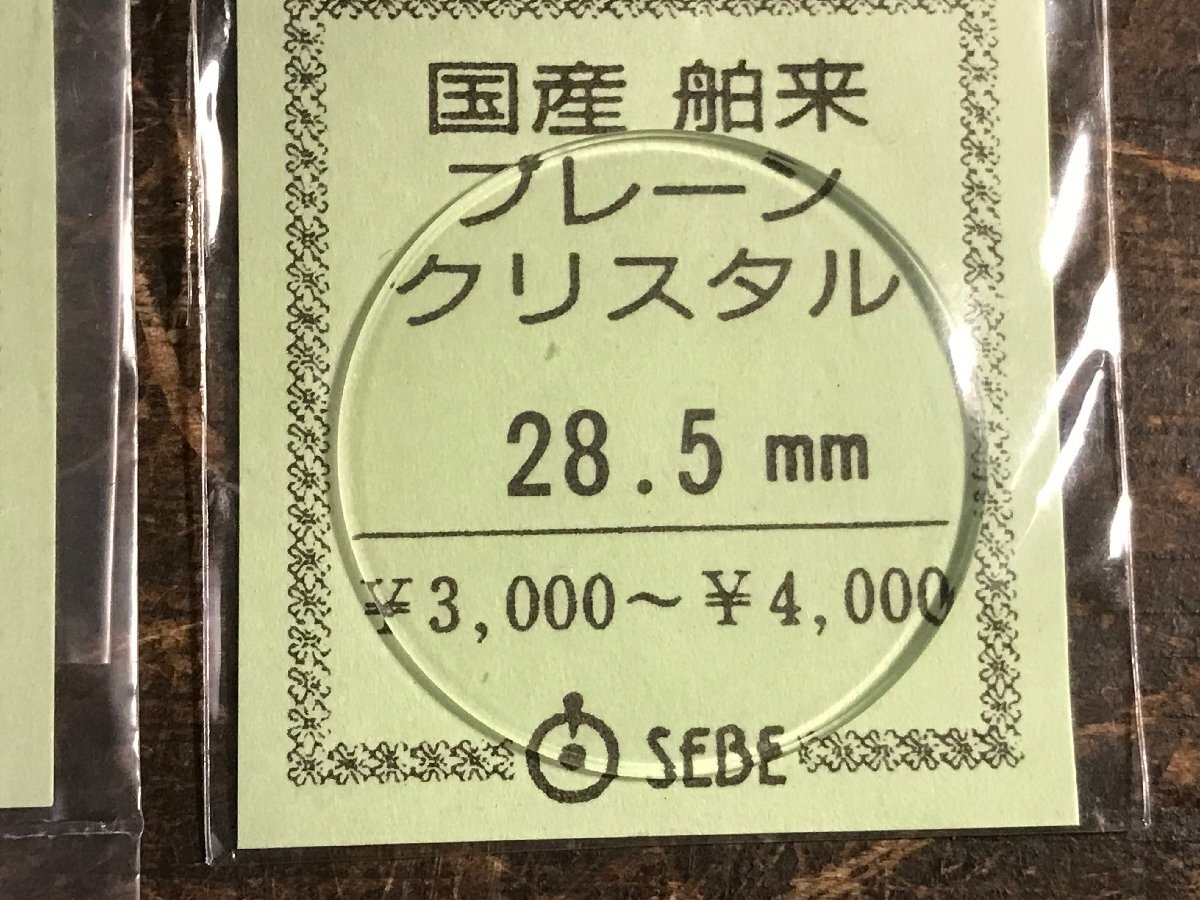 国産 舶来
プレーン
クリスタル
28.5 mm
¥3,000～¥4,000
SEBE